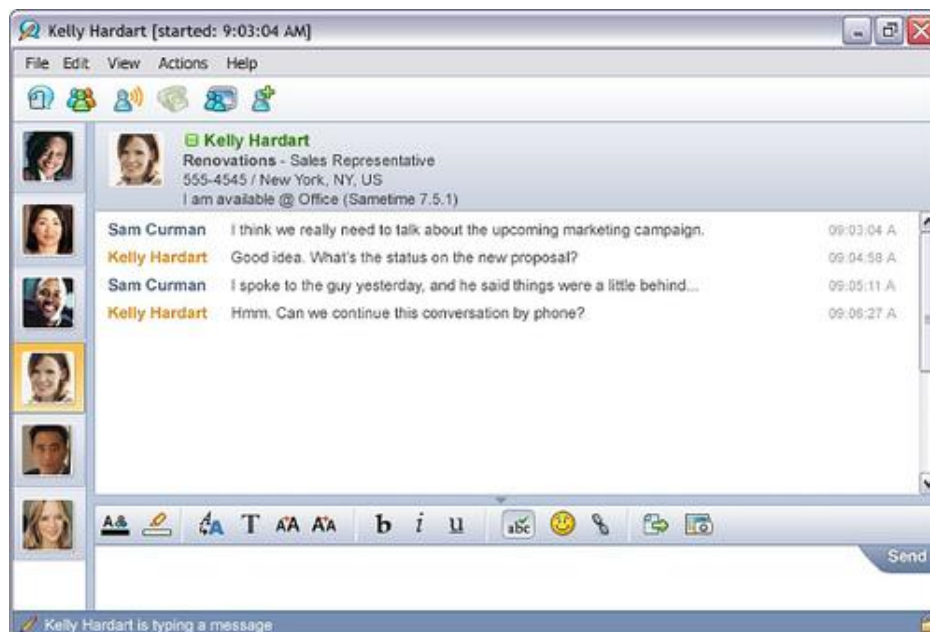 Kelly Hardart [started: 9:03:04 AM]
File Edit View Actions Help
Kelly Hardart
Renovations - Sales Representative
555-4545 / New York, NY, US
I am available @ Office (Sametime 7.5.1)
Sam Curman I think we really need to talk about the upcoming marketing campaign. 09:03:04 A
Kelly Hardart Good idea. What's the status on the new proposal? 09:04:58 A
Sam Curman I spoke to the guy yesterday, and he said things were a little behind... 09:05:11 A
Kelly Hardart Hmm. Can we continue this conversation by phone? 09:06:27 A
A& A T AA AA b i u abc
Send
Kelly Hardart is typing a message